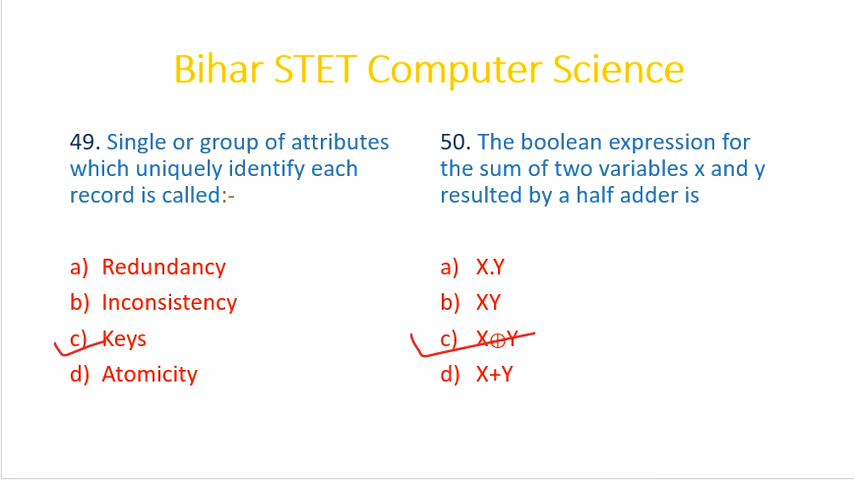 Bihar STET Computer Science
49. Single or group of attributes
which uniquely identify each
record is called:-
a) Redundancy
b) Inconsistency
c) Keys
d) Atomicity
50. The boolean expression for
the sum of two variables x and y
resulted by a half adder is
a) X.Y
b) XY
c) X⊕Y
d) X+Y